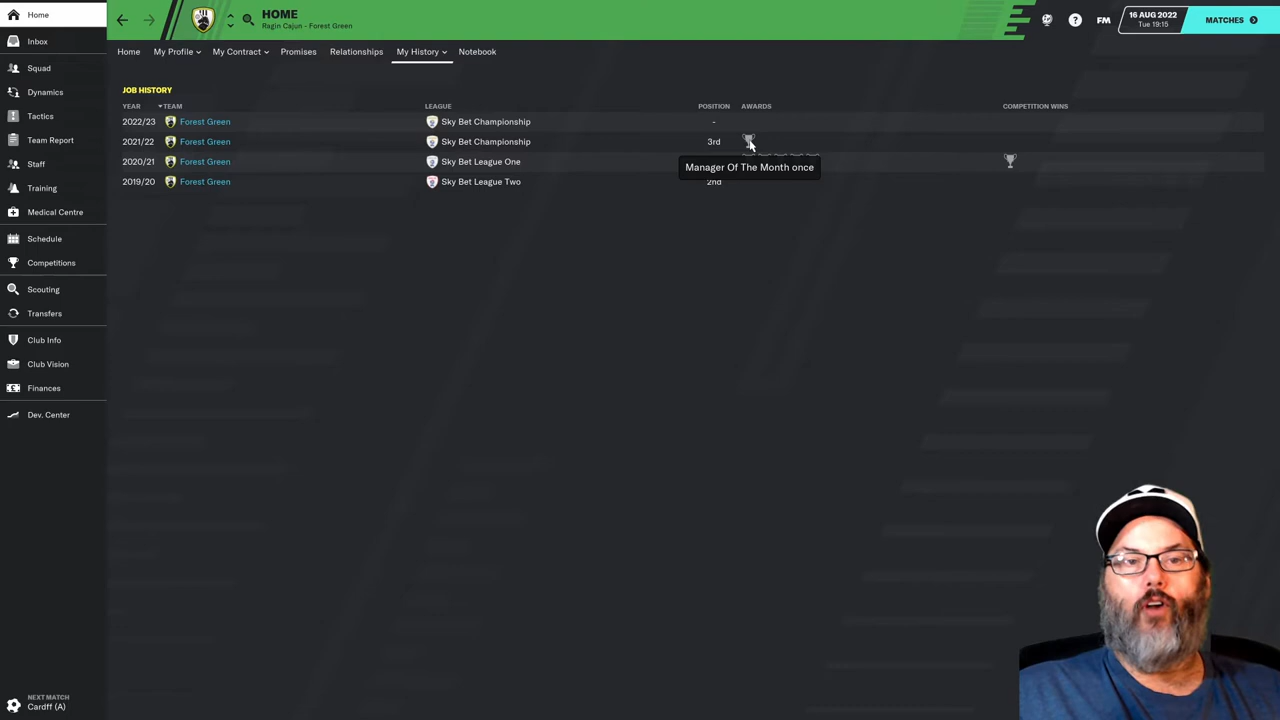 Home
HOME
Ragin Cajun - Forest Green
FM
16 AUG 2022
Tue 19:15
MATCHES
Inbox
Squad
Dynamics
Tactics
Team Report
Staff
Training
Medical Centre
Schedule
Competitions
Scouting
Transfers
Club Info
Club Vision
Finances
Dev. Center
NEXT MATCH
Cardiff (A)
Home My Profile My Contract Promises Relationships My History Notebook
JOB HISTORY
YEAR TEAM LEAGUE POSITION AWARDS COMPETITION WINS
2022/23 Forest Green Sky Bet Championship -
2021/22 Forest Green Sky Bet Championship 3rd
2020/21 Forest Green Sky Bet League One
Manager Of The Month once
2019/20 Forest Green Sky Bet League Two 2nd